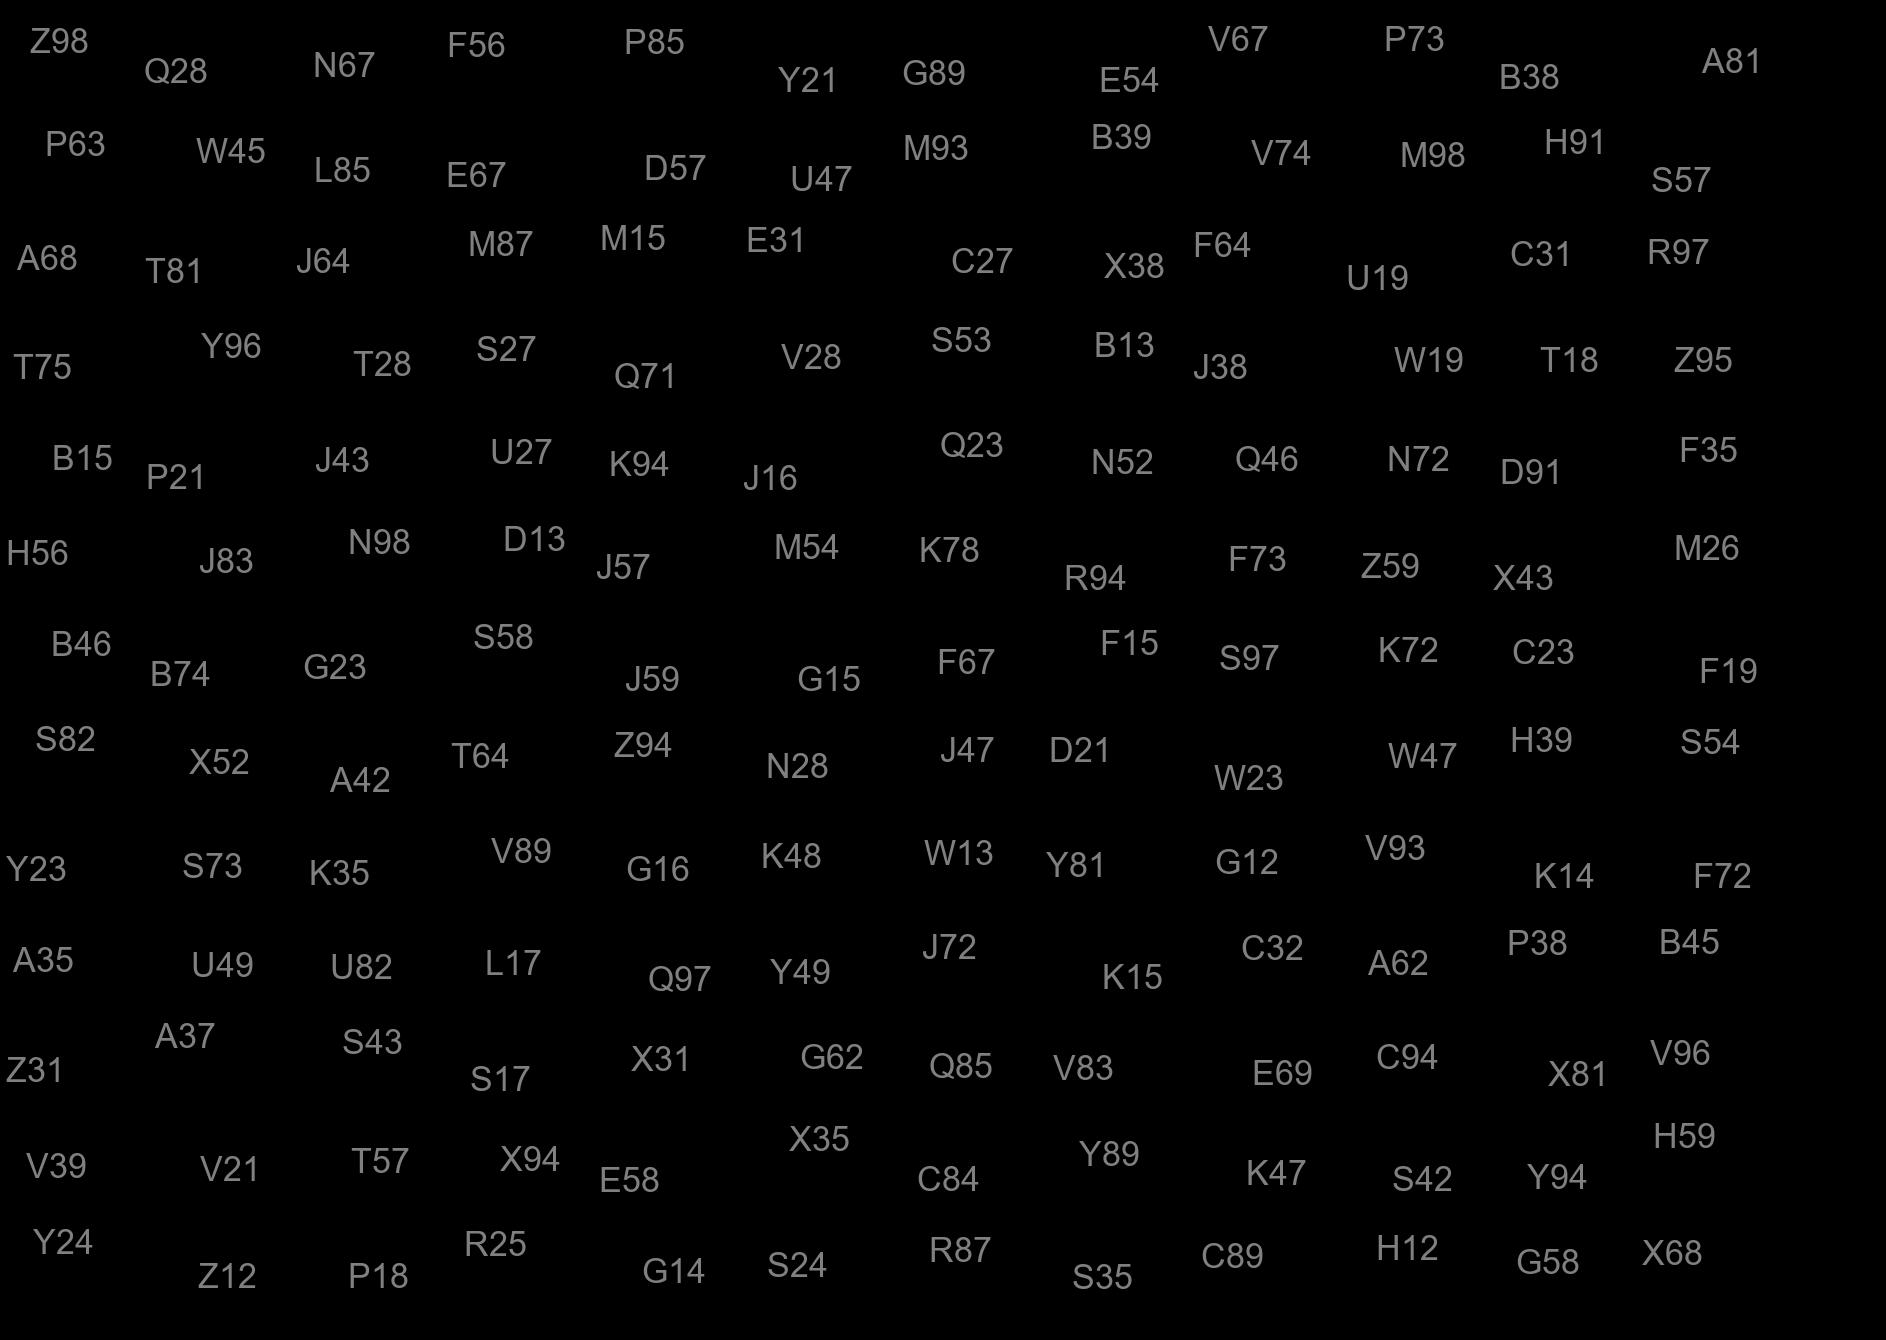 Z98 Q28 N67 F56 P85 Y21 G89 E54 V67 P73 B38 A81
P63 W45 L85 E67 D57 U47 M93 B39 V74 M98 H91 S57
A68 T81 J64 M87 M15 E31 C27 X38 F64 U19 C31 R97
T75 Y96 T28 S27 Q71 V28 S53 B13 J38 W19 T18 Z95
B15 P21 J43 U27 K94 J16 Q23 N52 Q46 N72 D91 F35
H56 J83 N98 D13 J57 M54 K78 R94 F73 Z59 X43 M26
B46 B74 G23 S58 J59 G15 F67 F15 S97 K72 C23 F19
S82 X52 A42 T64 Z94 N28 J47 D21 W23 W47 H39 S54
Y23 S73 K35 V89 G16 K48 W13 Y81 G12 V93 K14 F72
A35 U49 U82 L17 Q97 Y49 J72 K15 C32 A62 P38 B45
Z31 A37 S43 S17 X31 G62 Q85 V83 E69 C94 X81 V96
V39 V21 T57 X94 E58 X35 C84 Y89 K47 S42 Y94 H59
Y24 Z12 P18 R25 G14 S24 R87 S35 C89 H12 G58 X68